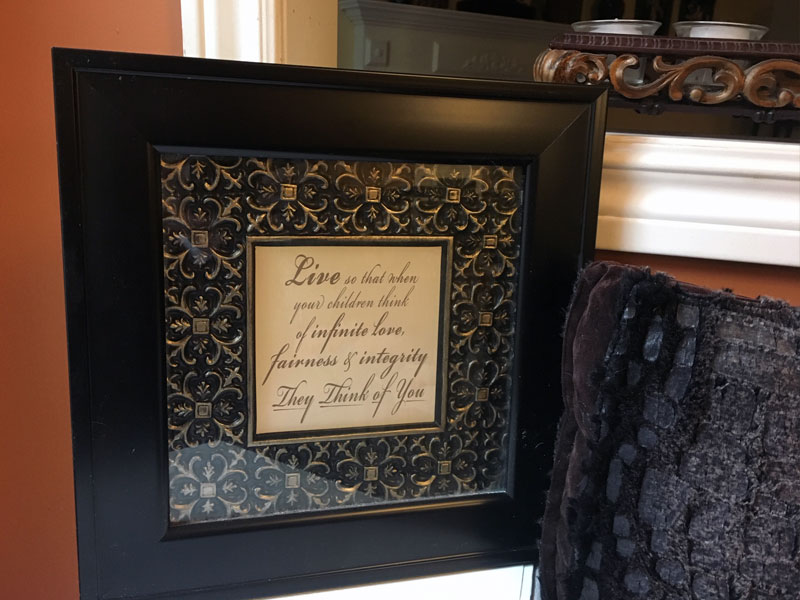 Live so that when
your children think
of infinite love,
fairness & integrity
They Think of You